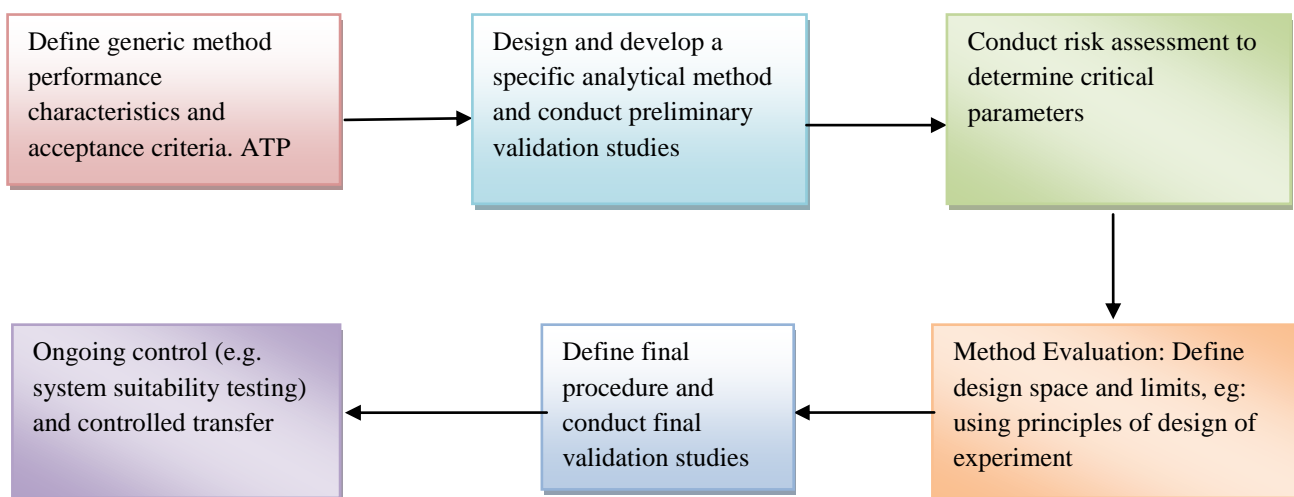 Define generic method
performance
characteristics and
acceptance criteria. ATP
Design and develop a
specific analytical method
and conduct preliminary
validation studies
Conduct risk assessment to
determine critical
parameters
Method Evaluation: Define
design space and limits, eg:
using principles of design of
experiment
Define final
procedure and
conduct final
validation studies
Ongoing control (e.g.
system suitability testing)
and controlled transfer